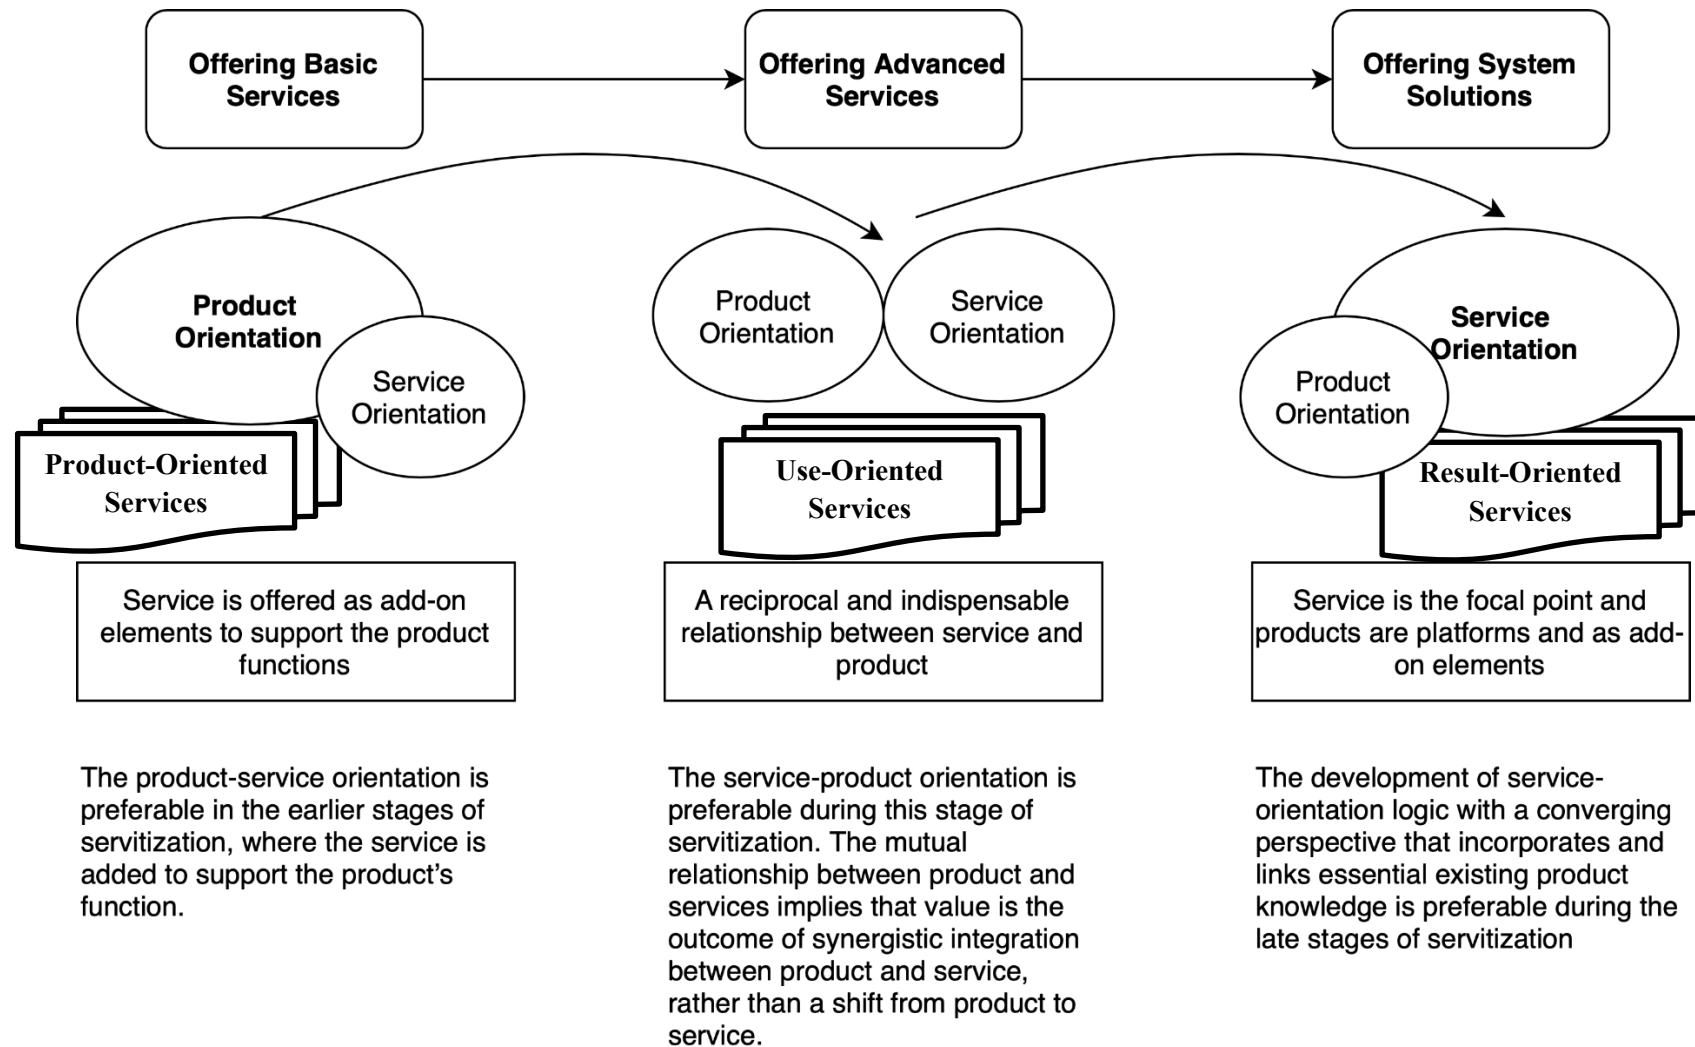 Offering Basic
Services
Offering Advanced
Services
Offering System
Solutions
Product
Orientation
Service
Orientation
Product-Oriented
Services
Product
Orientation
Service
Orientation
Use-Oriented
Services
Service
Orientation
Product
Orientation
Result-Oriented
Services
Service is offered as add-on
elements to support the product
functions
A reciprocal and indispensable
relationship between service and
product
Service is the focal point and
products are platforms and as add-
on elements
The product-service orientation is
preferable in the earlier stages of
servitization, where the service is
added to support the product’s
function.
The service-product orientation is
preferable during this stage of
servitization. The mutual
relationship between product and
services implies that value is the
outcome of synergistic integration
between product and service,
rather than a shift from product to
service.
The development of service-
orientation logic with a converging
perspective that incorporates and
links essential existing product
knowledge is preferable during the
late stages of servitization